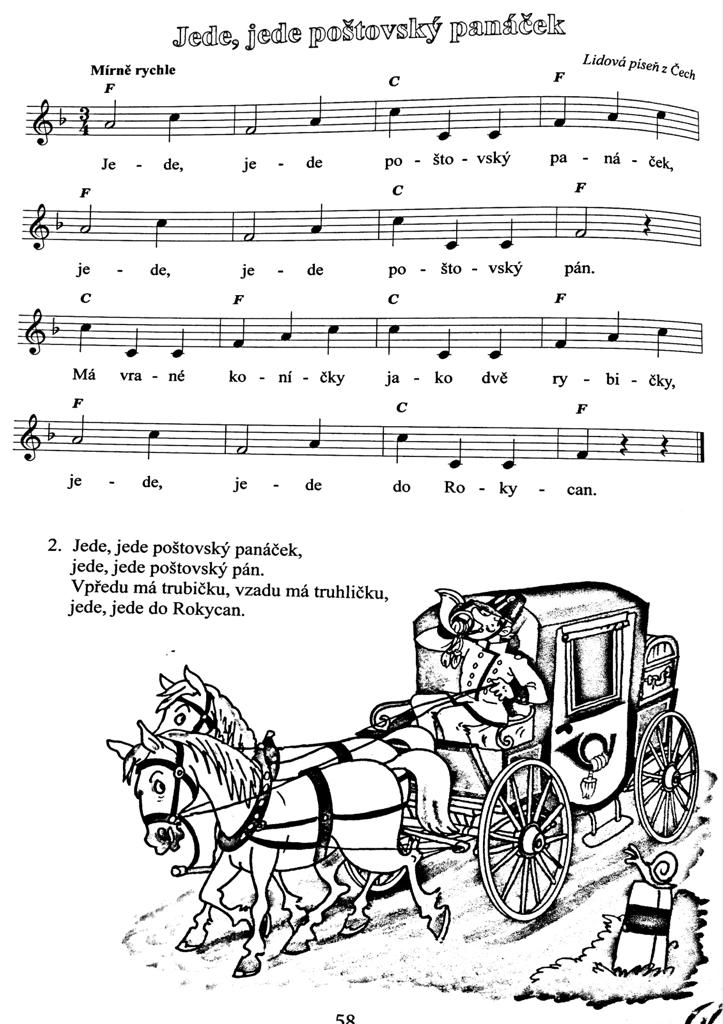 Jede, jede poštovský panáček
Mírně rychle
Lidová píseň z Čech
F C F
3
4
Je - de, je - de po - što - vský pa - ná - ček,
F C F
je - de, je - de po - što - vský pán.
C F C F
Má vra - né ko - ní - čky ja - ko dvě ry - bi - čky,
F C F
je - de, je - de do Ro - ky - can.
2. Jede, jede poštovský panáček,
jede, jede poštovský pán.
Vpředu má trubičku, vzadu má truhličku,
jede, jede do Rokycan.
58